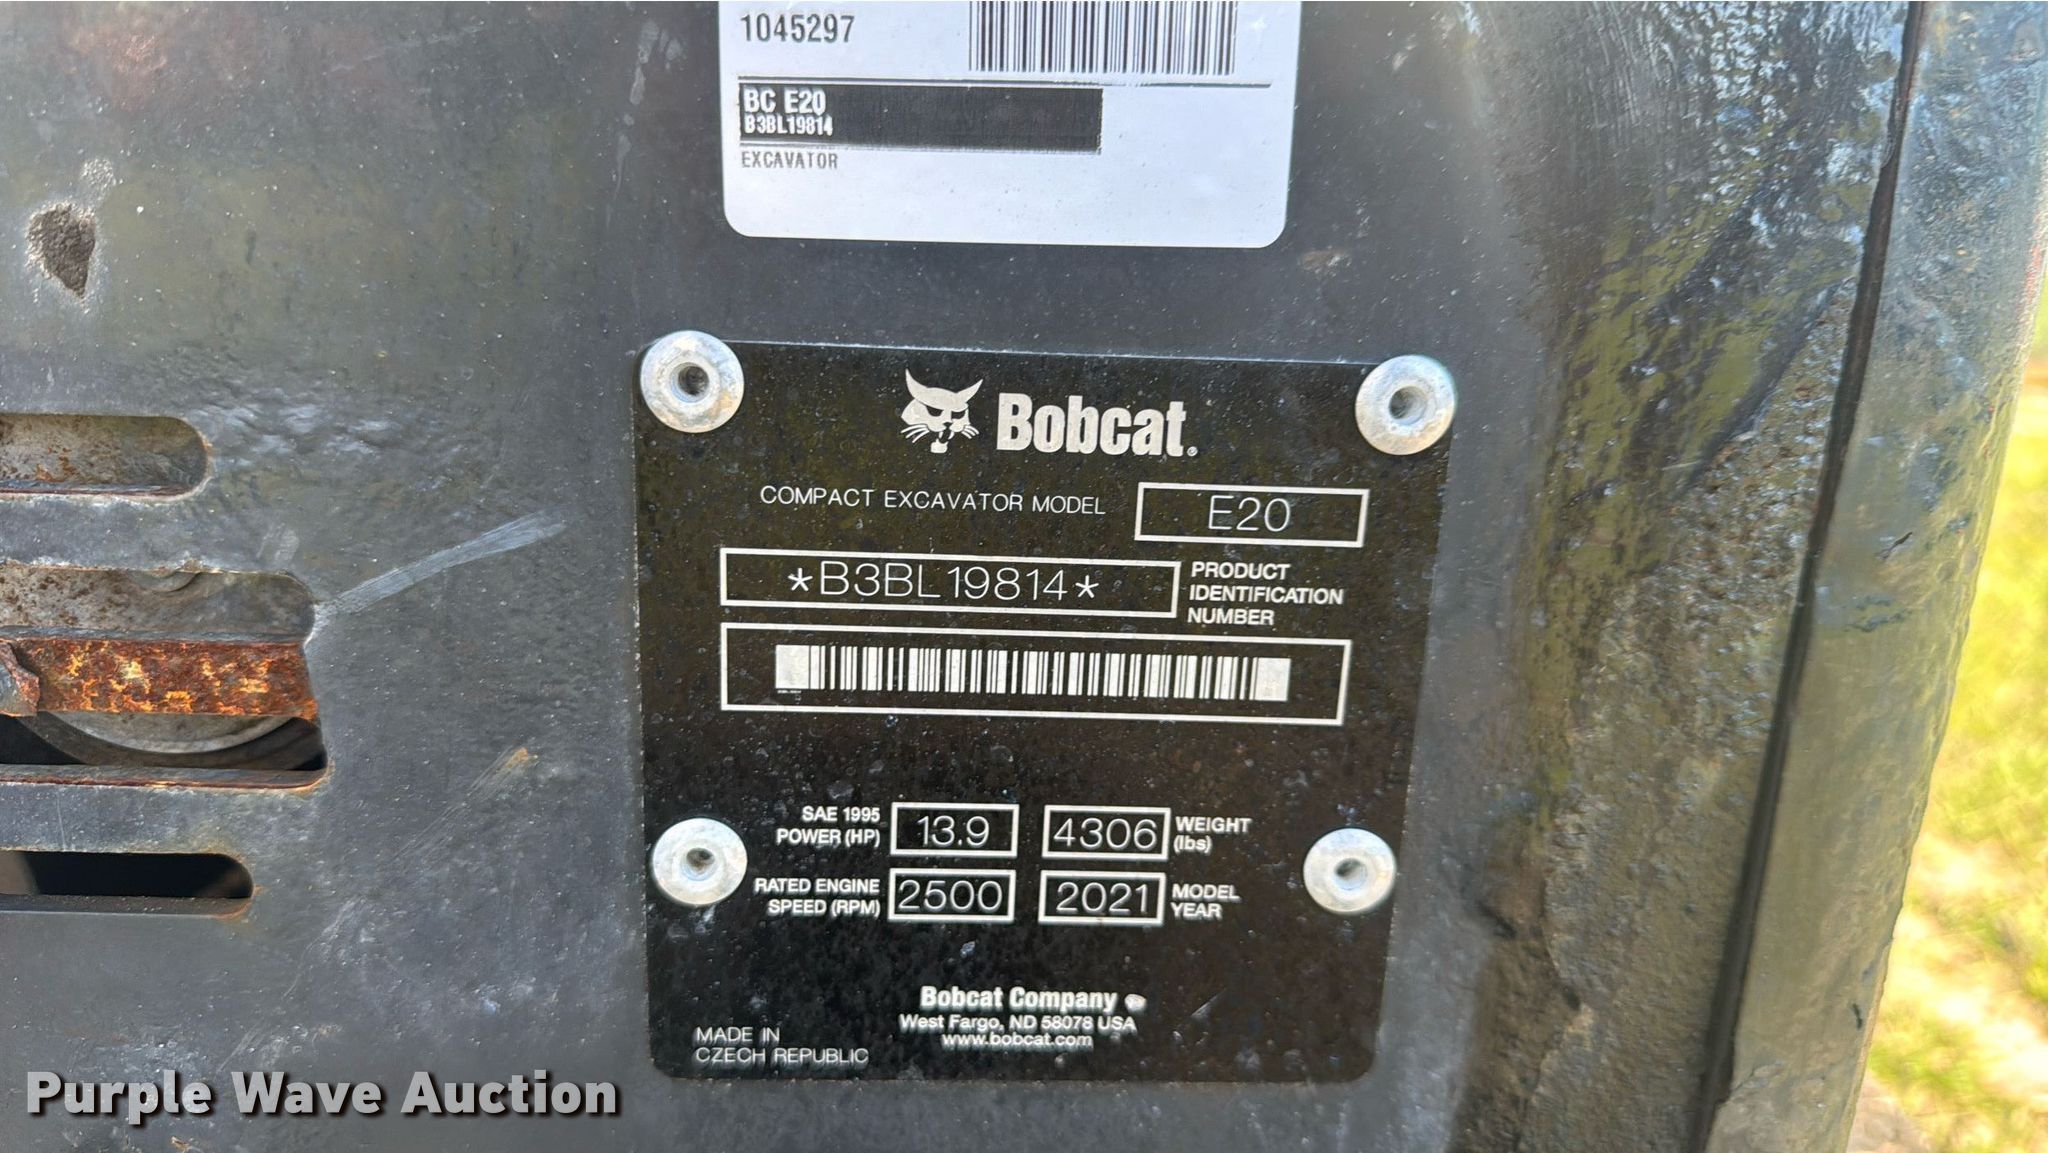 1045297
BC E20
B3BL19814
EXCAVATOR
Bobcat®
COMPACT EXCAVATOR MODEL E20
*B3BL19814* PRODUCT
IDENTIFICATION
NUMBER
SAE 1995
POWER (HP) 13.9 4306 WEIGHT
(lbs)
RATED ENGINE
SPEED (RPM) 2500 2021 MODEL
YEAR
Bobcat Company
West Fargo, ND 58078 USA
www.bobcat.com
MADE IN
CZECH REPUBLIC
Purple Wave Auction